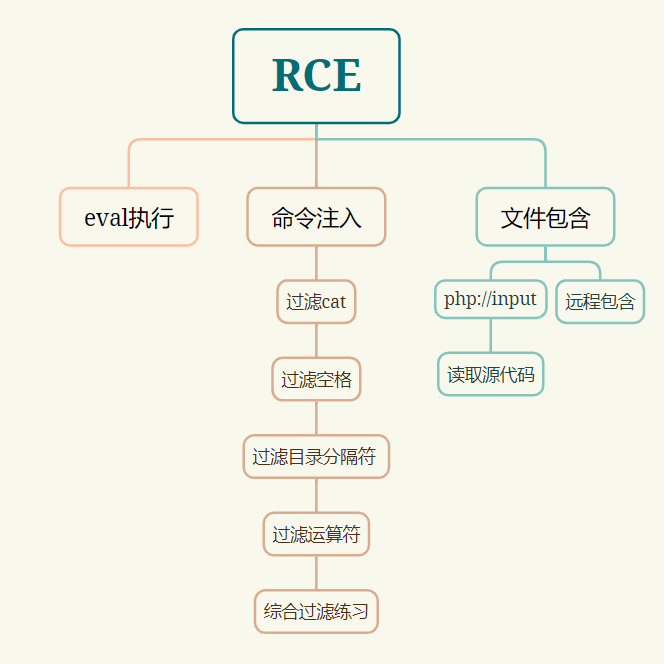 RCE
eval执行
命令注入
文件包含
过滤cat
php://input
远程包含
过滤空格
读取源代码
过滤目录分隔符
过滤运算符
综合过滤练习